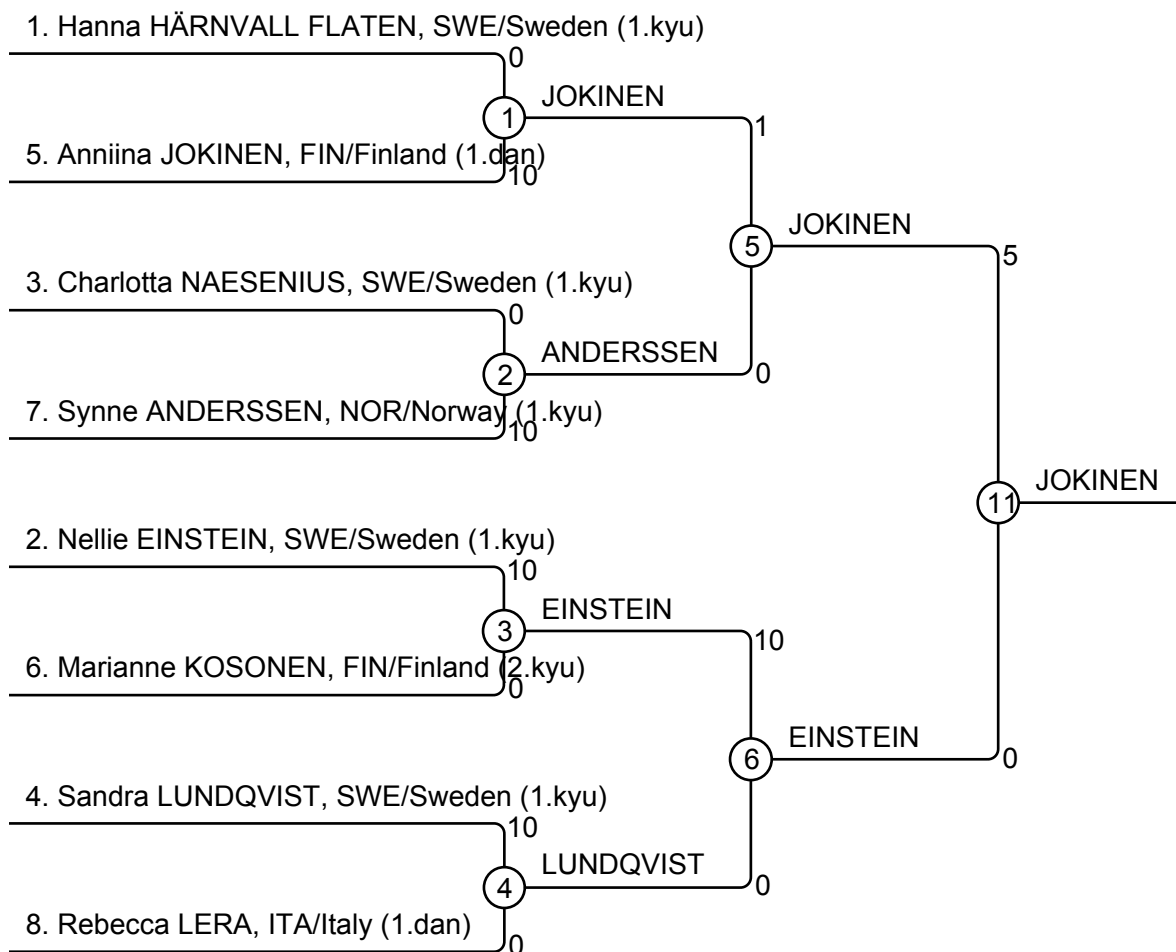 1. Hanna HÄRNVALL FLATEN, SWE/Sweden (1.kyu)
0
1
JOKINEN
1
5. Anniina JOKINEN, FIN/Finland (1.dan)
10
5
JOKINEN
5
3. Charlotta NAESENIUS, SWE/Sweden (1.kyu)
0
2
ANDERSSEN
0
7. Synne ANDERSSEN, NOR/Norway (1.kyu)
10
11
JOKINEN
2. Nellie EINSTEIN, SWE/Sweden (1.kyu)
10
3
EINSTEIN
10
6. Marianne KOSONEN, FIN/Finland (2.kyu)
0
6
EINSTEIN
0
4. Sandra LUNDQVIST, SWE/Sweden (1.kyu)
10
4
LUNDQVIST
0
8. Rebecca LERA, ITA/Italy (1.dan)
0